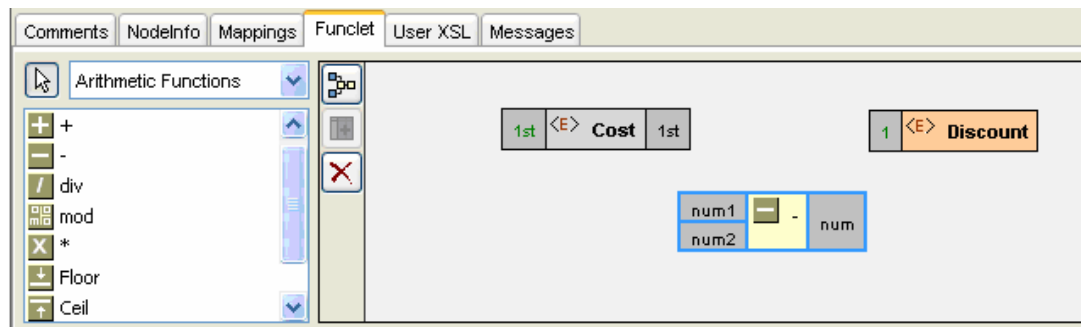 Comments NodeInfo Mappings Funclet User XSL Messages
Arithmetic Functions
+
-
div
mod
*
Floor
Ceil
1st <E> Cost 1st
1 <E> Discount
num1 - num
num2